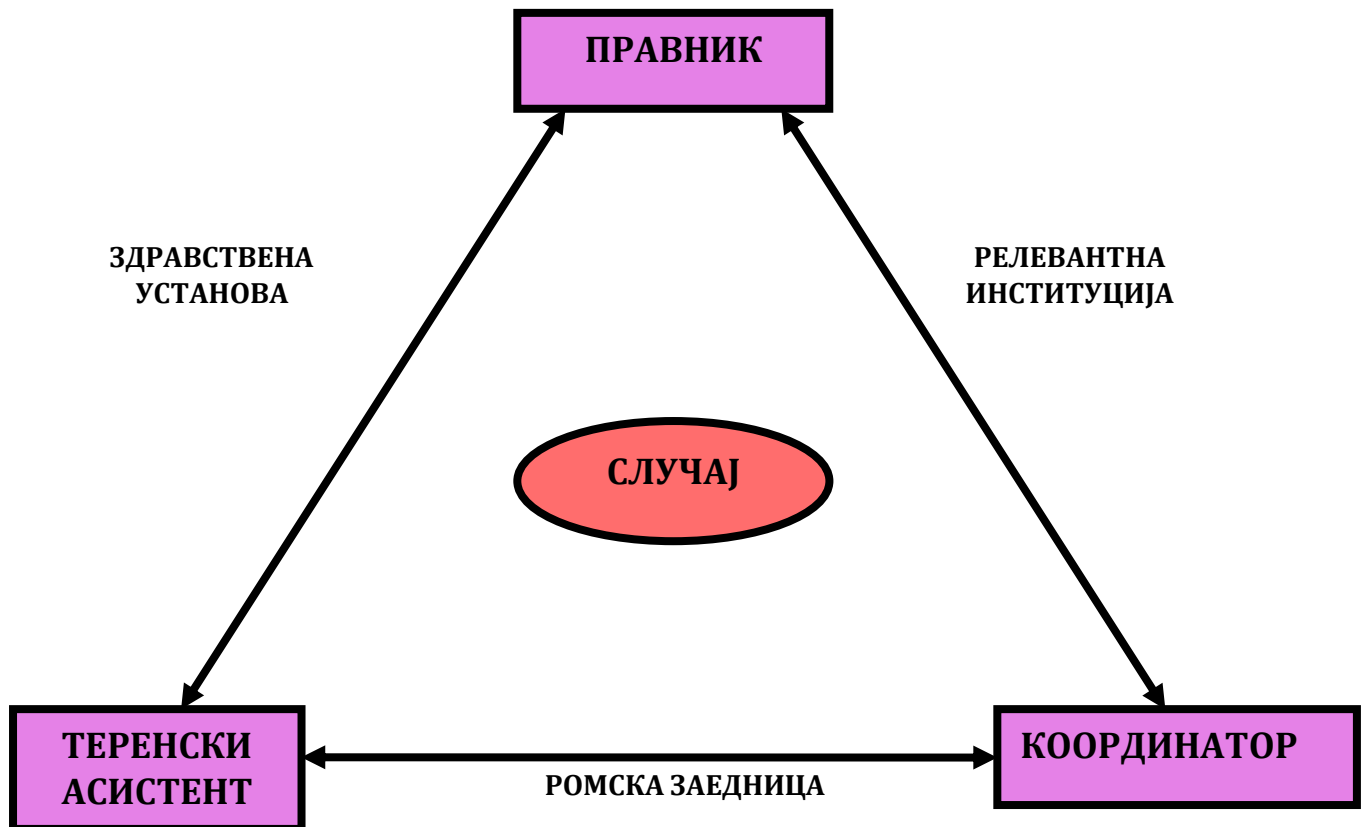 ПРАВНИК
ЗДРАВСТВЕНА
УСТАНОВА
РЕЛЕВАНТНА
ИНСТИТУЦИЈА
СЛУЧАЈ
ТЕРЕНСКИ
АСИСТЕНТ
КООРДИНАТОР
РОМСКА ЗАЕДНИЦА